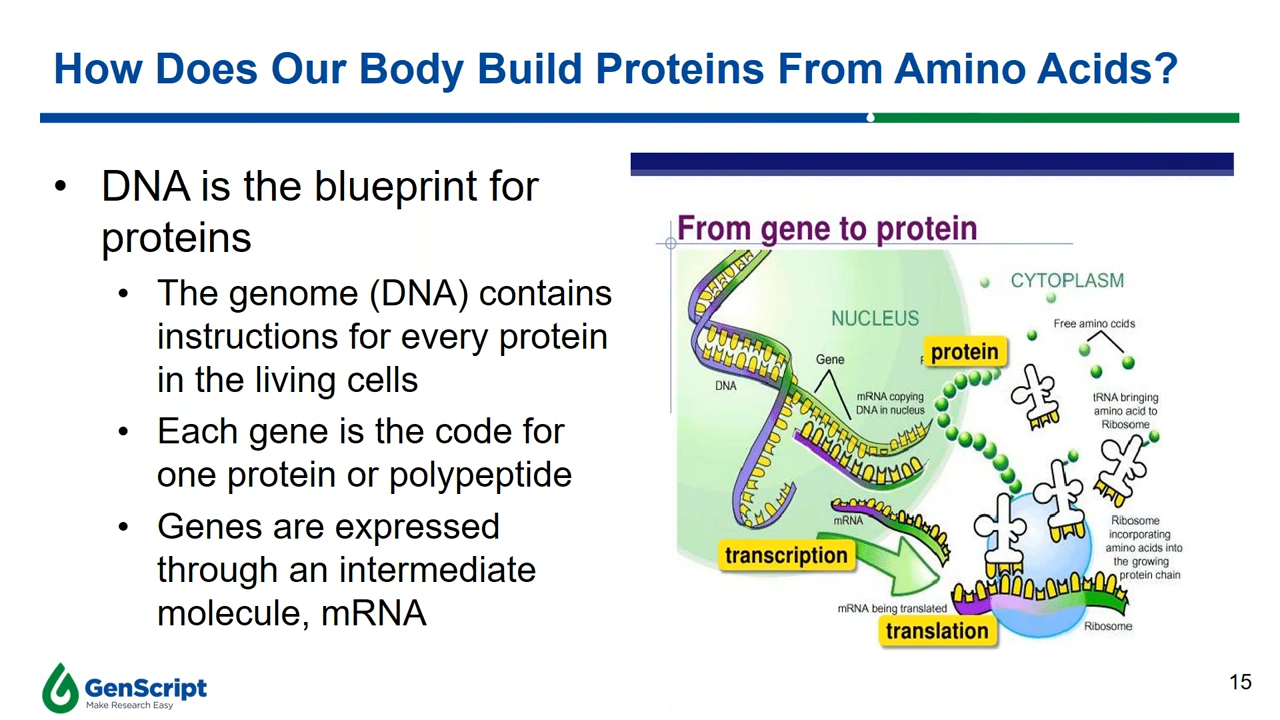 How Does Our Body Build Proteins From Amino Acids?
• DNA is the blueprint for
proteins
• The genome (DNA) contains
instructions for every protein
in the living cells
• Each gene is the code for
one protein or polypeptide
• Genes are expressed
through an intermediate
molecule, mRNA
From gene to protein
CYTOPLASM
NUCLEUS
Free amino ccids
protein
Gene
DNA
mRNA copying
DNA in nucleus
tRNA bringing
amino acid to
Ribosome
mRNA
Ribosome
incorporating
amino acids into
the growing
protein chain
transcription
mRNA being translated
translation
Ribosome
GenScript
Make Research Easy
15